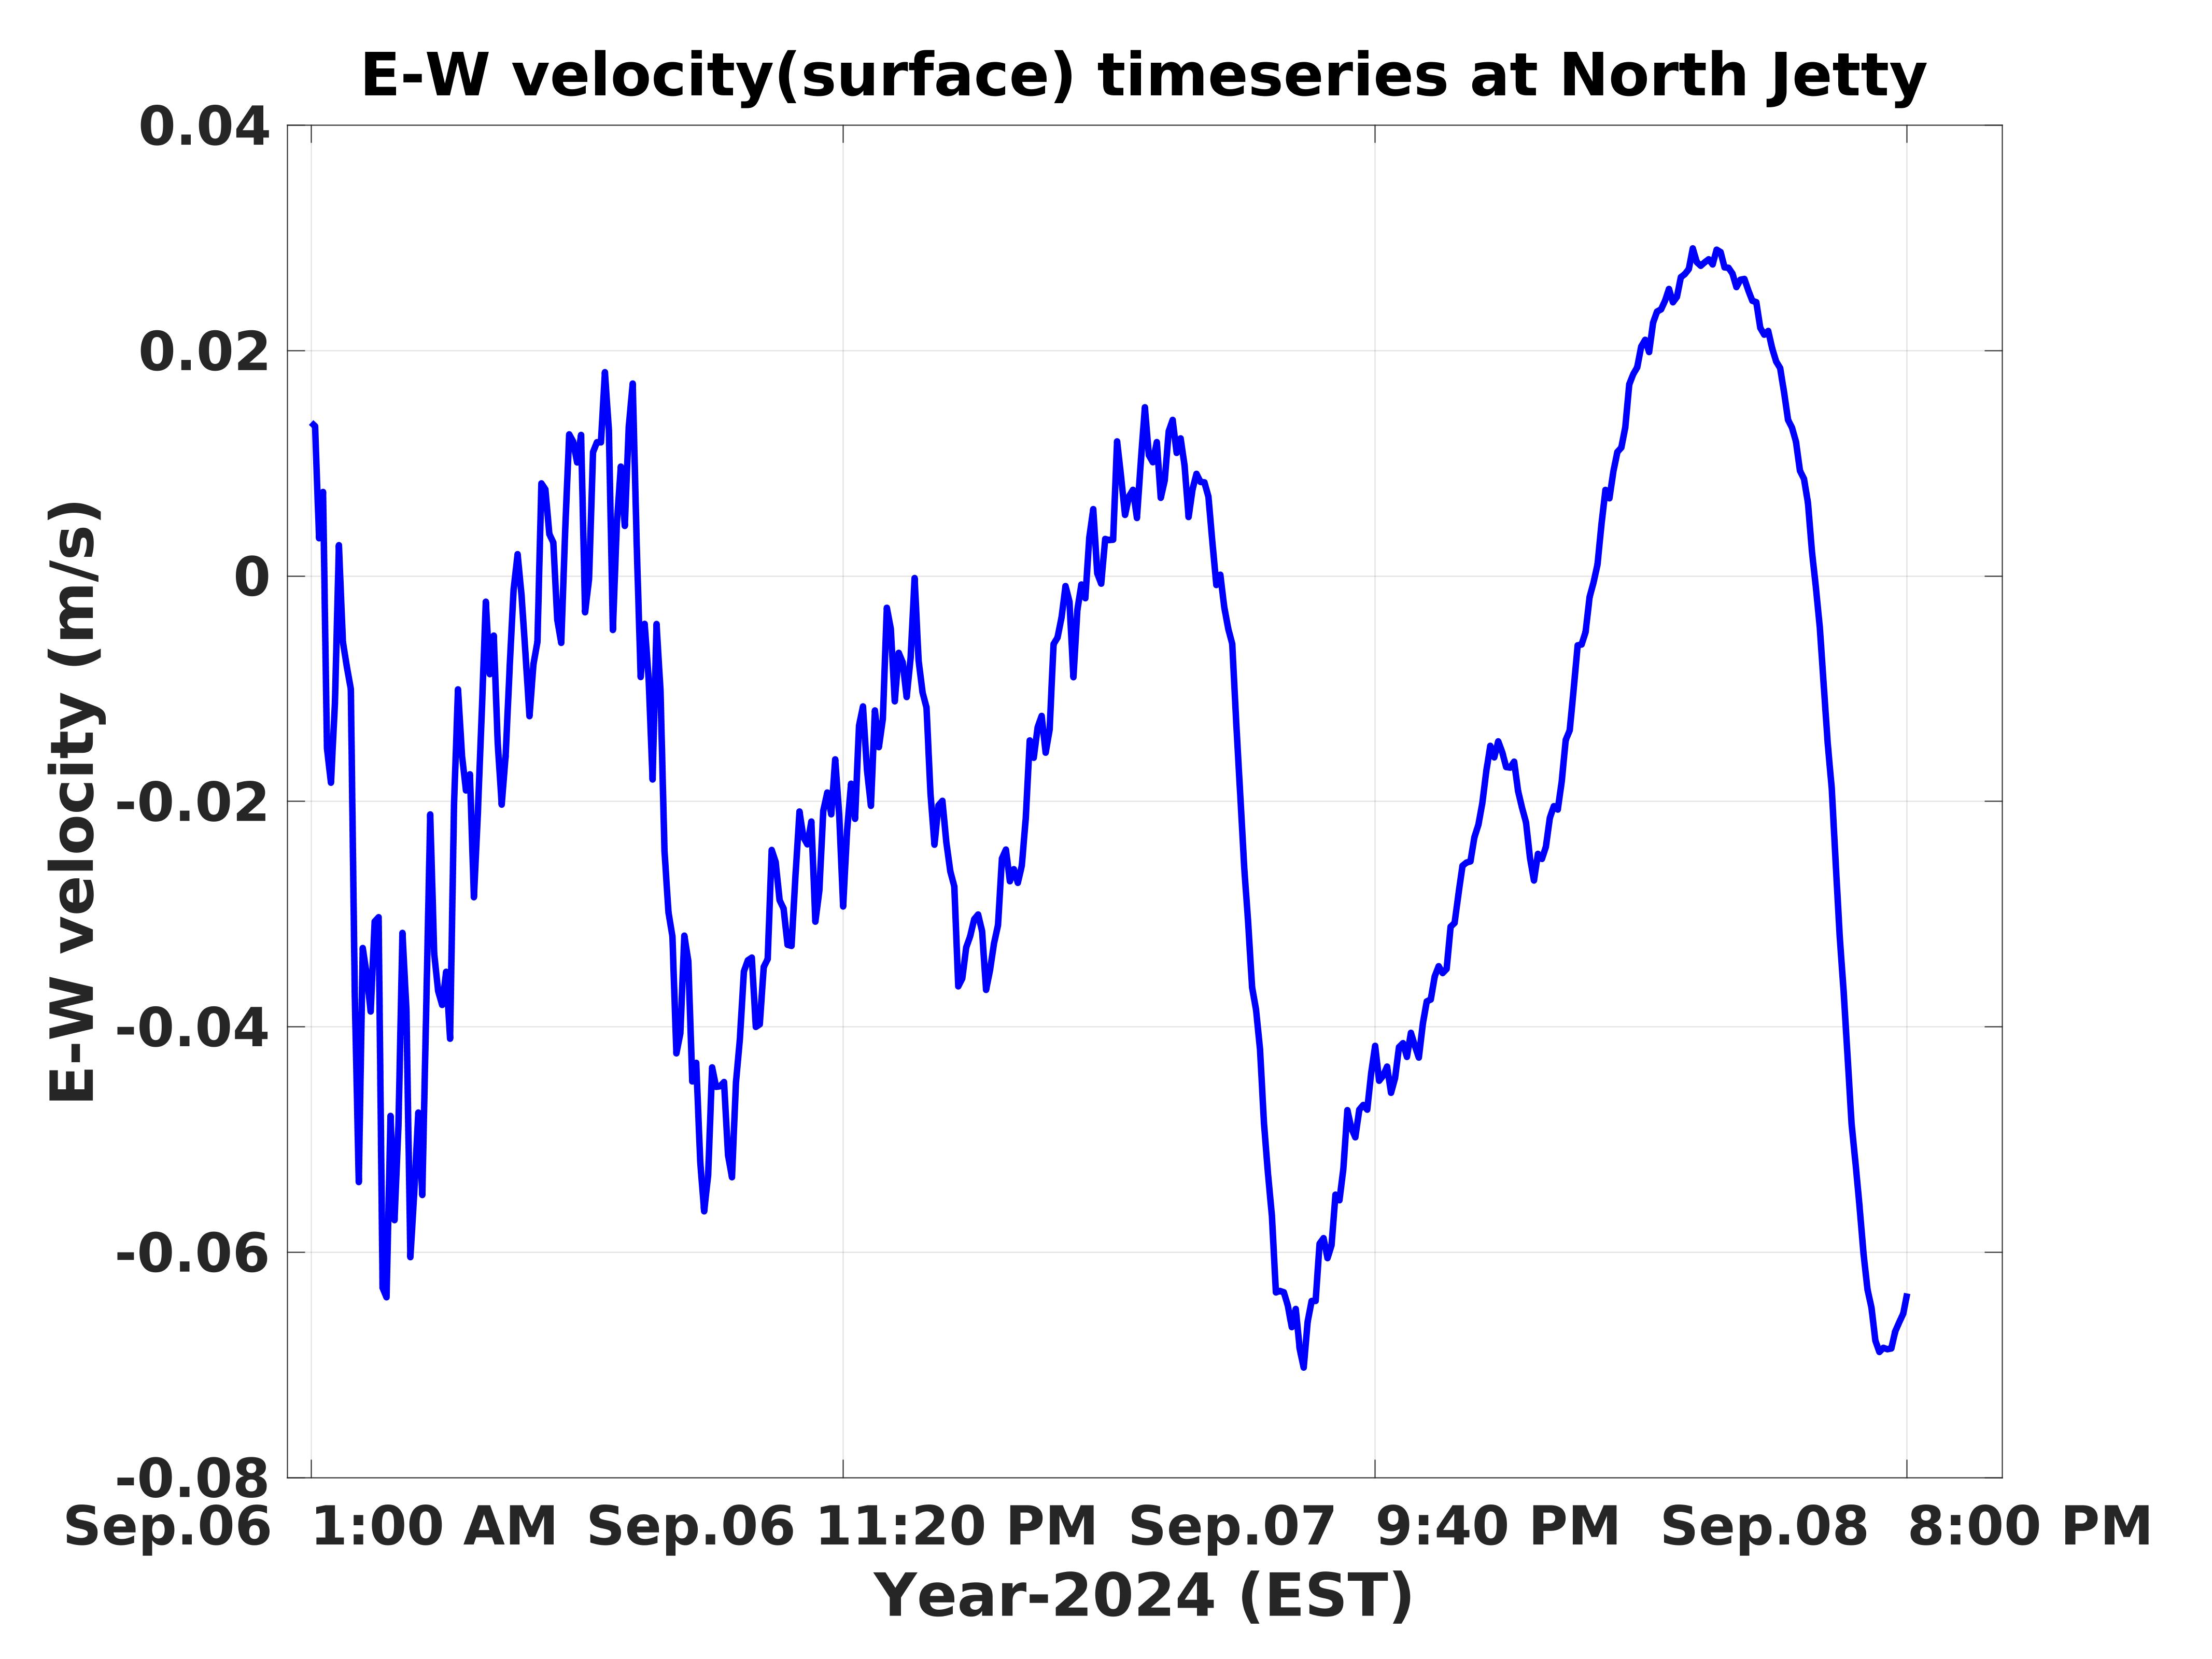 E-W velocity(surface) timeseries at North Jetty
0.04
0.02
0
-0.02
-0.04
-0.06
-0.08
E-W velocity (m/s)
Sep.06 1:00 AM Sep.06 11:20 PM Sep.07 9:40 PM Sep.08 8:00 PM
Year-2024 (EST)